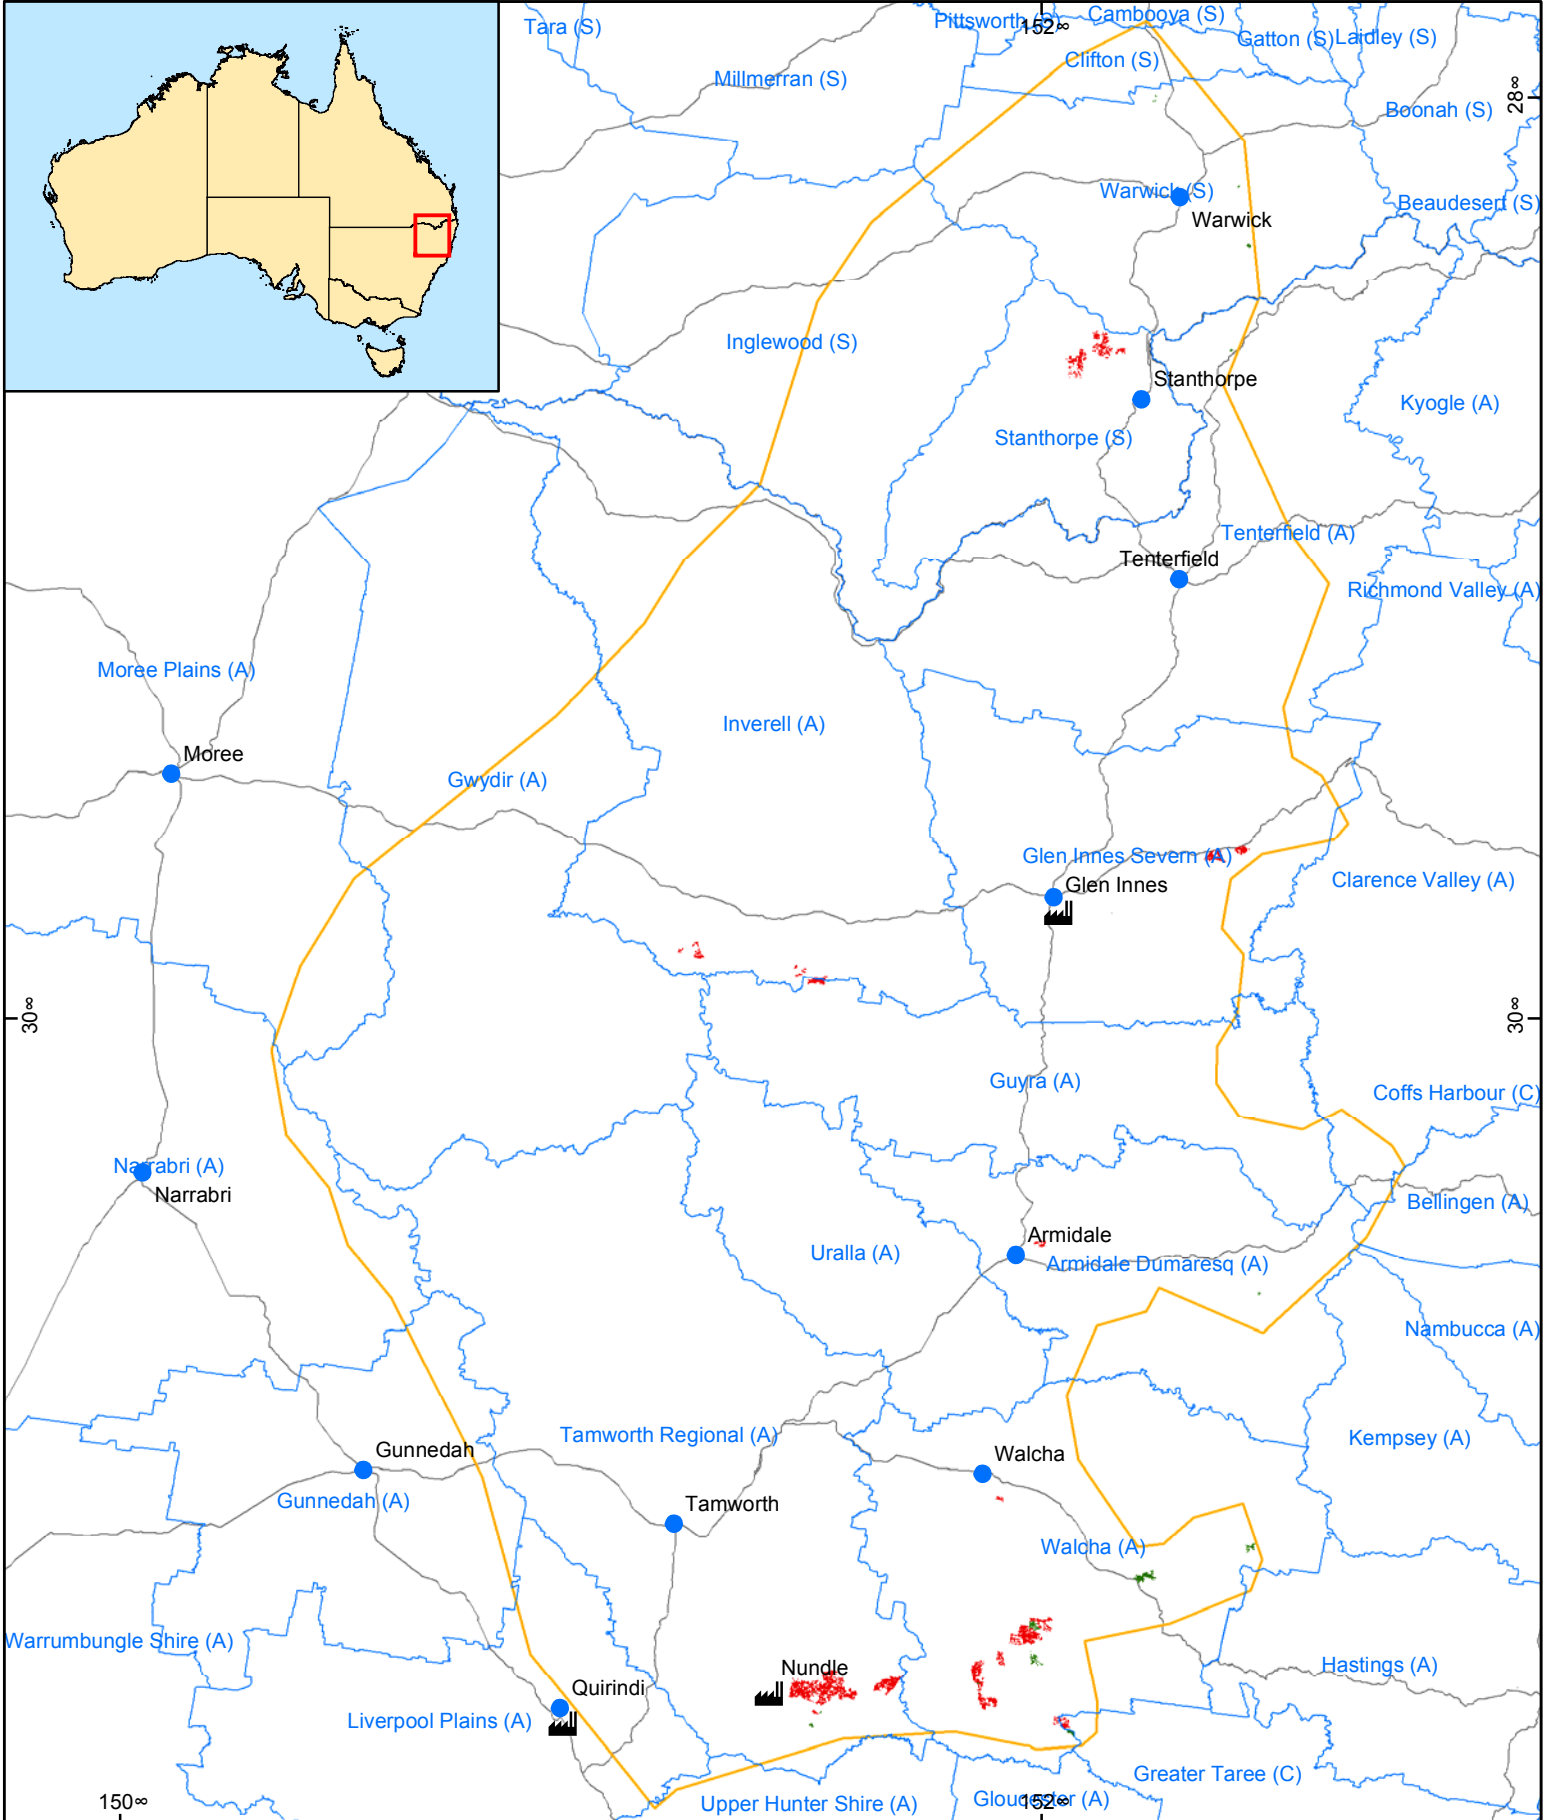 Tara (S)
Pittsworth (S)
Cambooya (S)
152∞
Gatton (S)
Laidley (S)
Clifton (S)
Millmerran (S)
28∞
Boonah (S)
Warwick (S)
Beaudesert (S)
Warwick
Inglewood (S)
Stanthorpe
Kyogle (A)
Stanthorpe (S)
Tenterfield (A)
Tenterfield
Richmond Valley (A)
Moree Plains (A)
Inverell (A)
Moree
Gwydir (A)
Glen Innes Severn (A)
Glen Innes
Clarence Valley (A)
30∞
30∞
Guyra (A)
Coffs Harbour (C)
Narrabri (A)
Narrabri
Bellingen (A)
Armidale
Uralla (A)
Armidale Dumaresq (A)
Nambucca (A)
Tamworth Regional (A)
Kempsey (A)
Gunnedah
Walcha
Gunnedah (A)
Tamworth
Walcha (A)
Warrumbungle Shire (A)
Hastings (A)
Nundle
Quirindi
Liverpool Plains (A)
Greater Taree (C)
150∞
Upper Hunter Shire (A)
Gloucester (A)
152∞